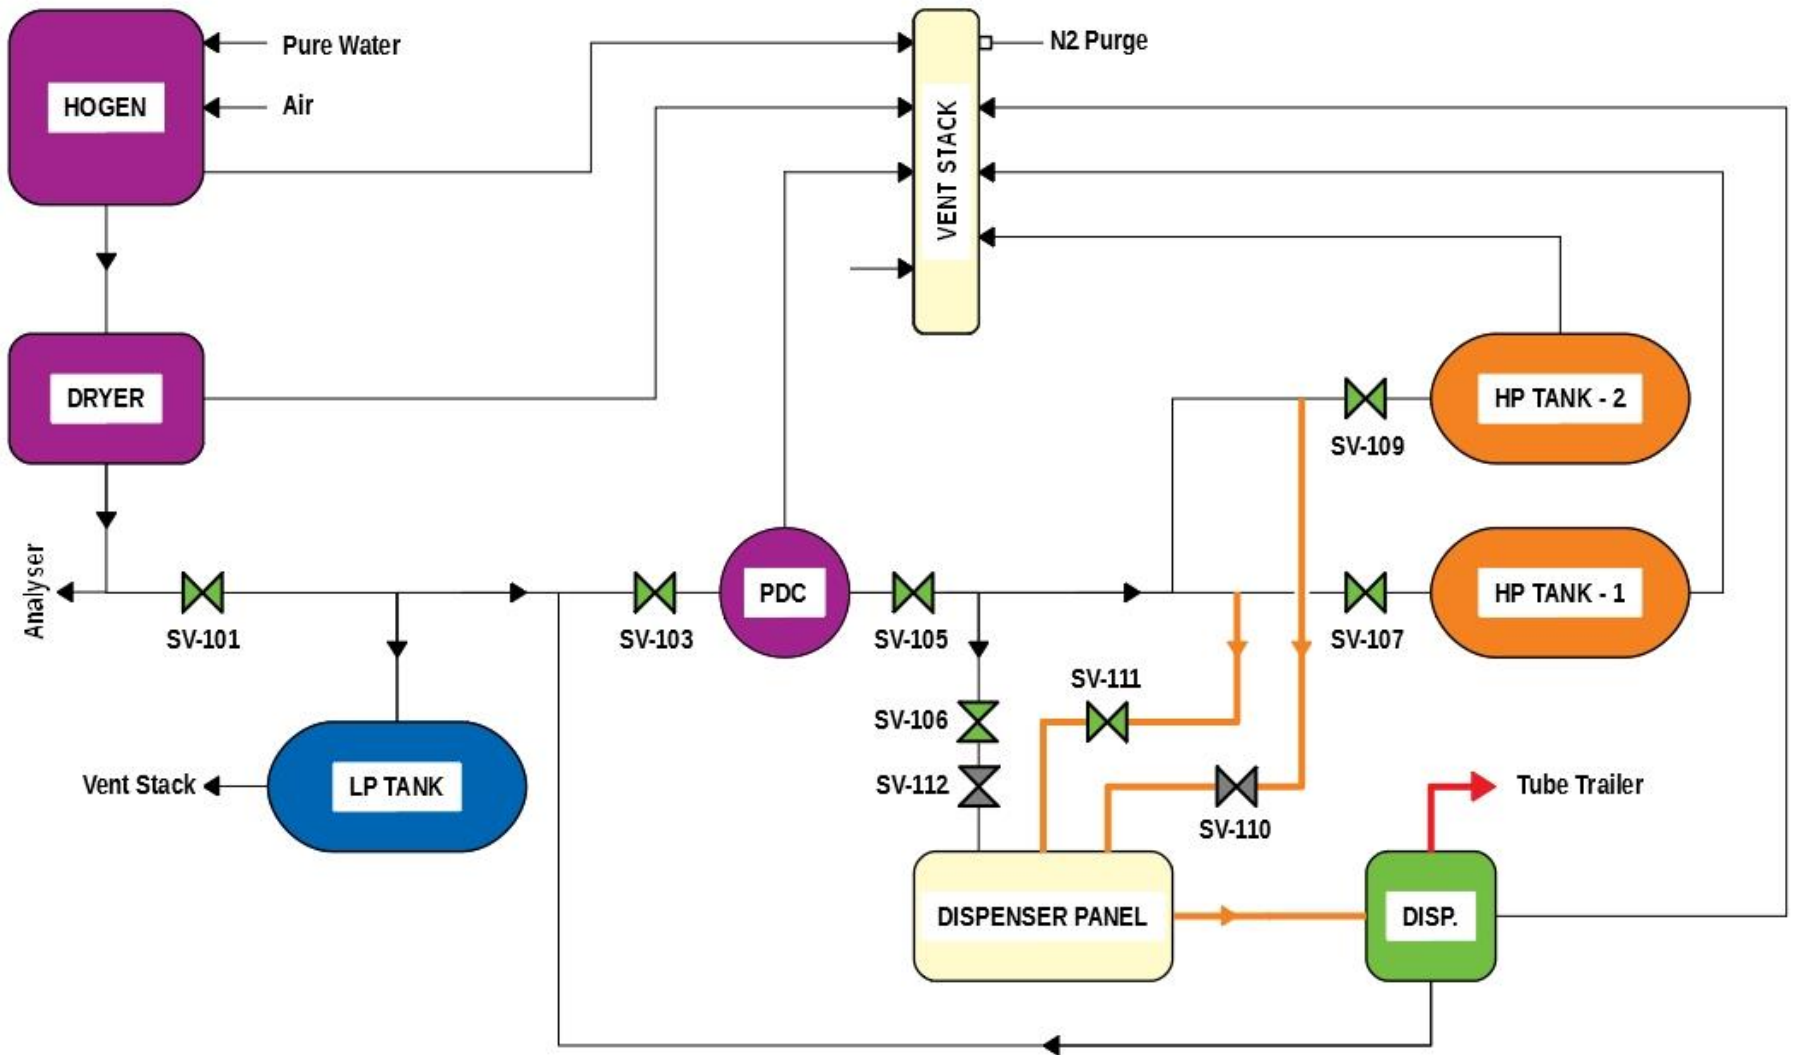 Pure Water
N2 Purge
HOGEN
Air
VENT STACK
DRYER
HP TANK - 2
SV-109
Analyser
PDC
HP TANK - 1
SV-101
SV-103
SV-105
SV-107
SV-111
SV-106
Vent Stack
LP TANK
SV-112
Tube Trailer
SV-110
DISPENSER PANEL
DISP.